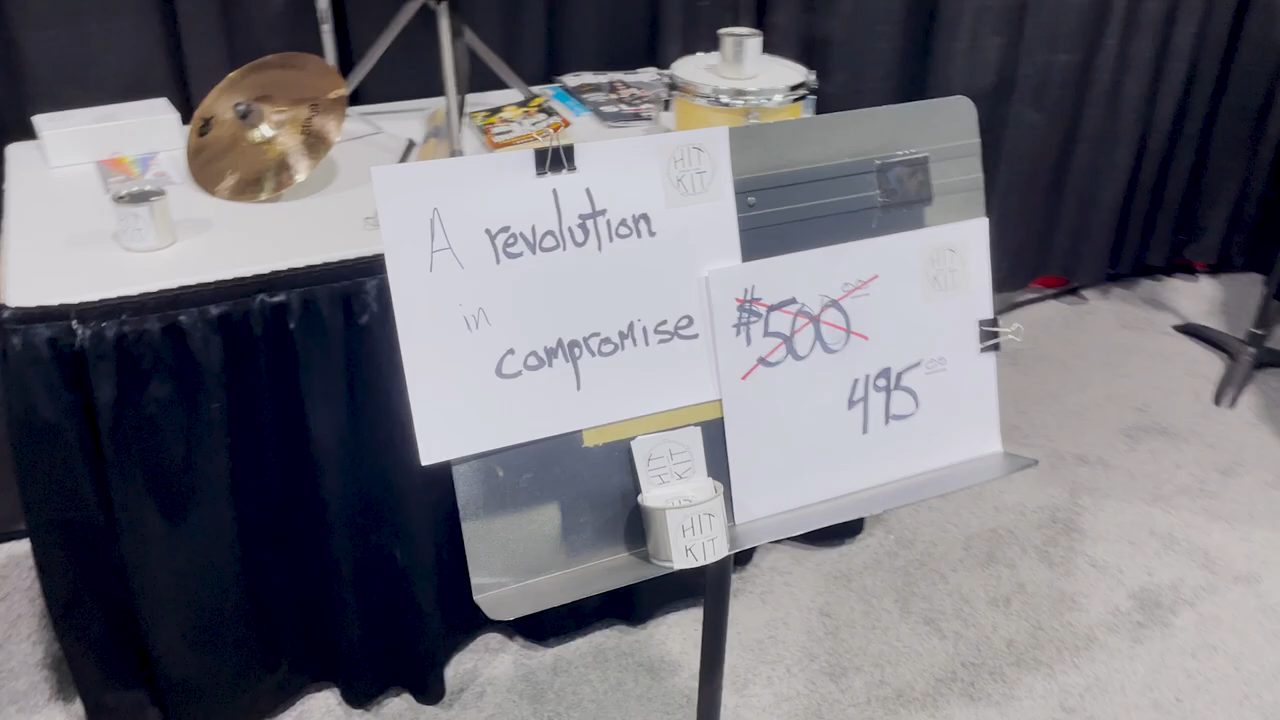 A revolution
in
compromise
HIT
KIT
$500.00
495.00
HIT
KIT
HIT
KIT
HIT
KIT